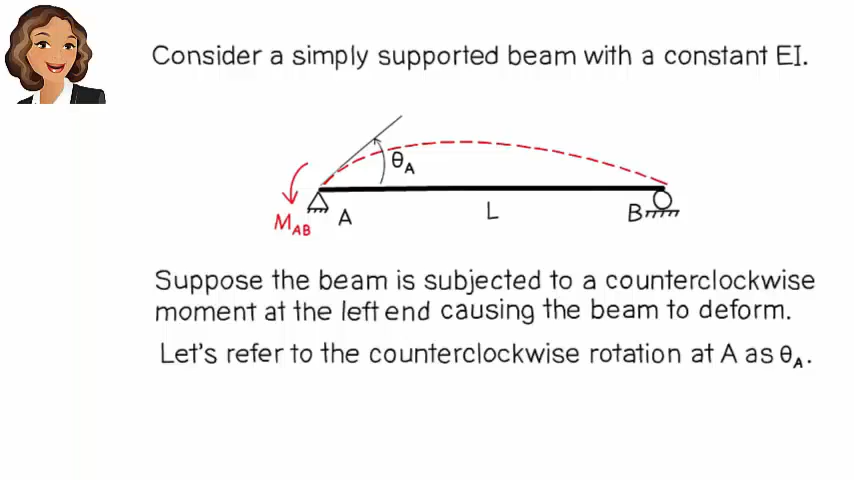 Consider a simply supported beam with a constant EI.
θA
MAB
A
L
B
Suppose the beam is subjected to a counterclockwise
moment at the left end causing the beam to deform.
Let's refer to the counterclockwise rotation at A as θA.